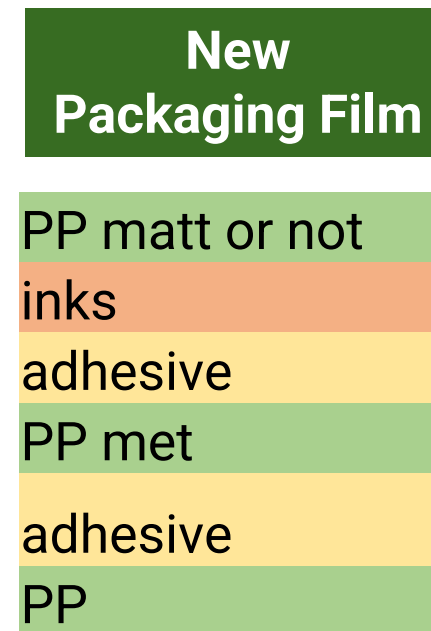 New
Packaging Film
PP matt or not
inks
adhesive
PP met
adhesive
PP